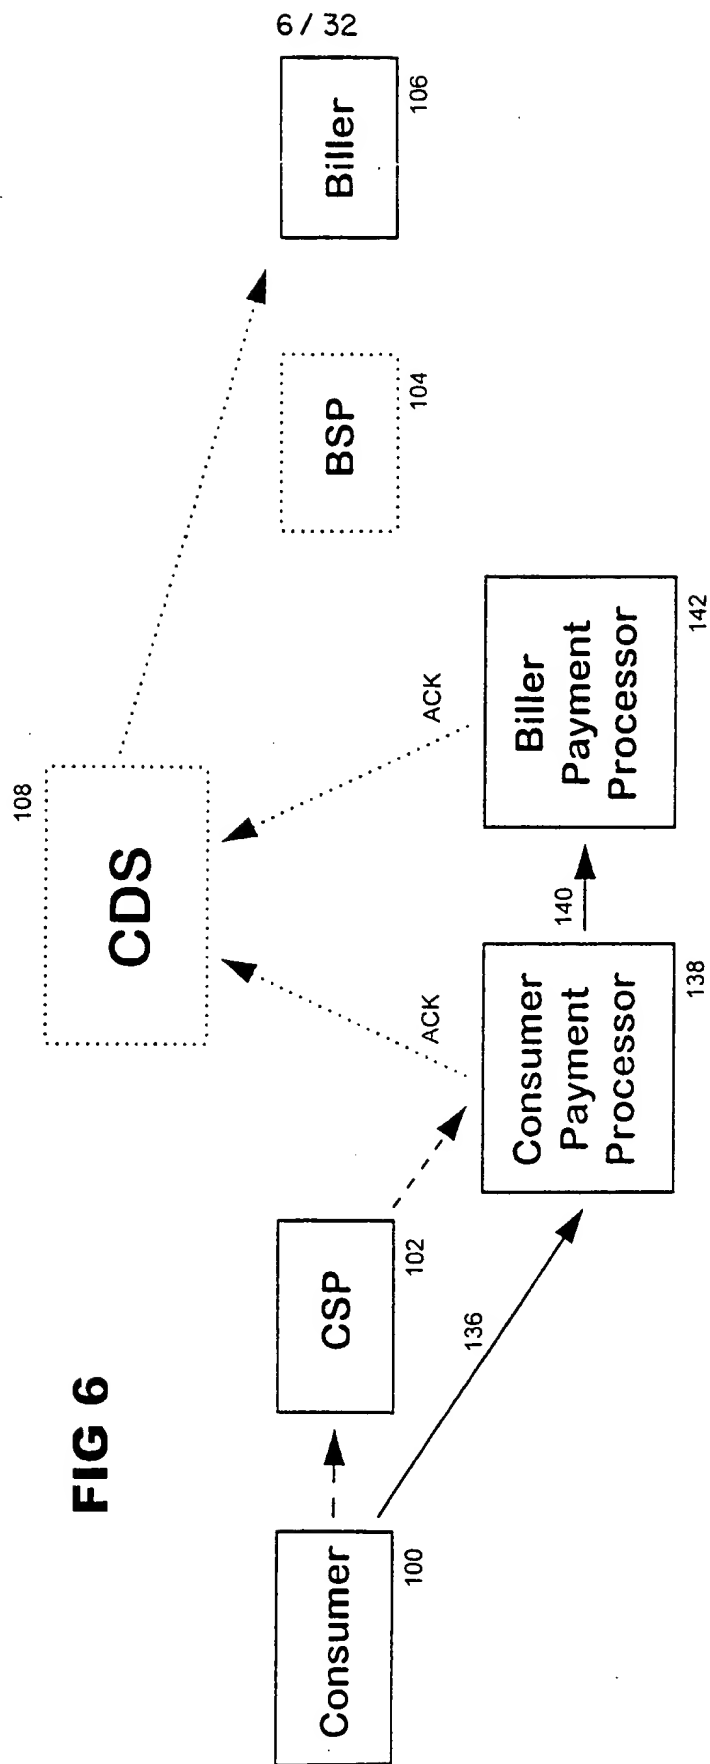 6 / 32
FIG 6
108
CDS
Consumer
100
CSP
102
136
Consumer
Payment
Processor
138
ACK
140
Biller
Payment
Processor
142
ACK
BSP
104
Biller
106